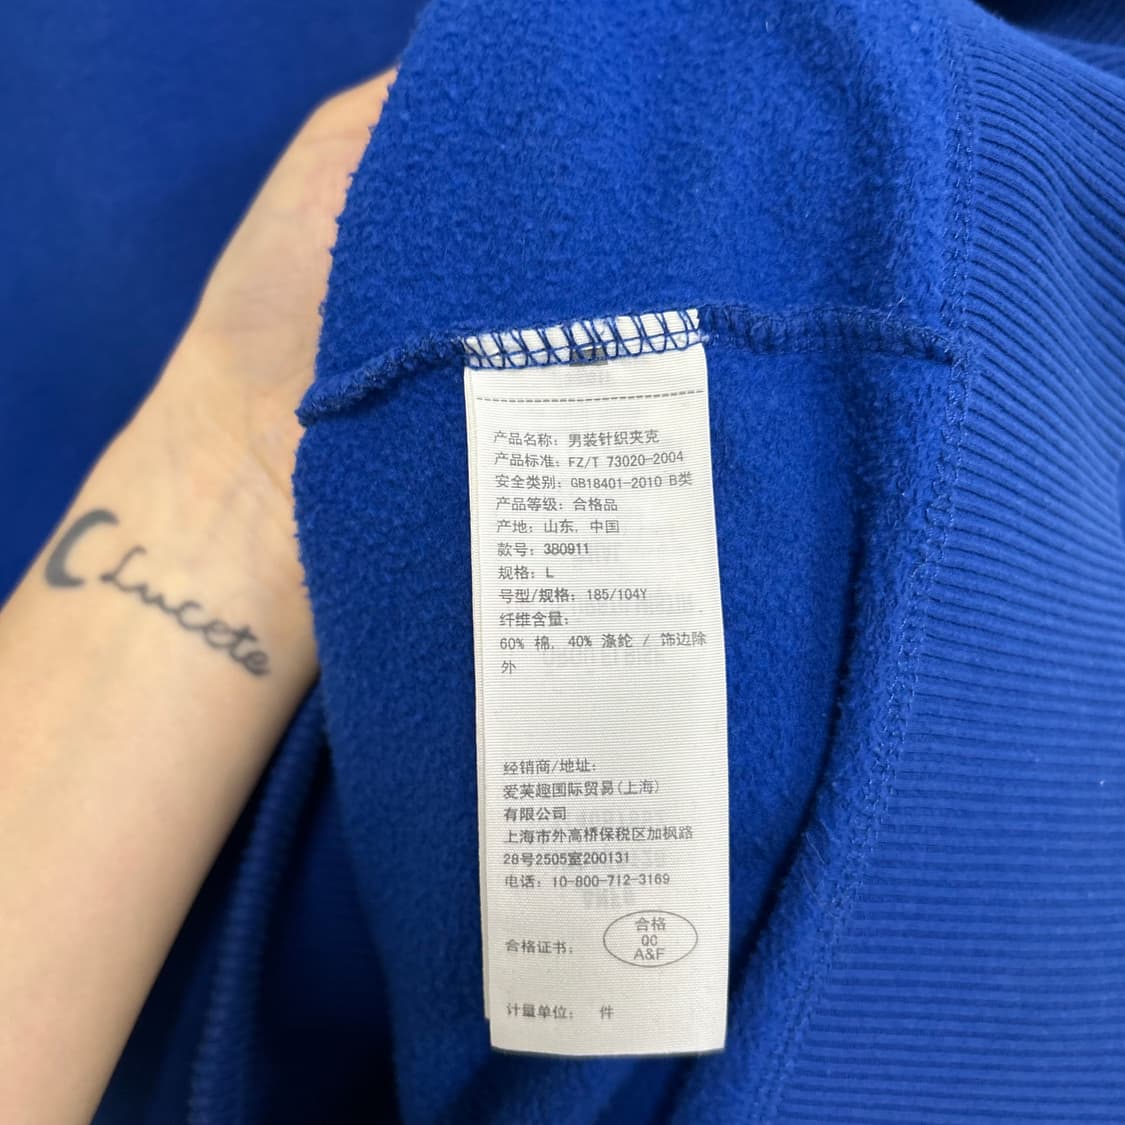 产品名称: 男装针织夹克
产品标准: FZ/T 73020-2004
安全类别: GB18401-2010 B类
产品等级: 合格品
产地: 山东, 中国
款号: 380911
规格: L
号型/规格: 185/104Y
纤维含量:
60% 棉, 40% 涤纶 / 饰边除
外
经销商/地址:
爱芙趣国际贸易(上海)
有限公司
上海市外高桥保税区加枫路
28号2505室200131
电话: 10-800-712-3169
合格证书:
合格
QC
A&F
计量单位: 件
Lucete